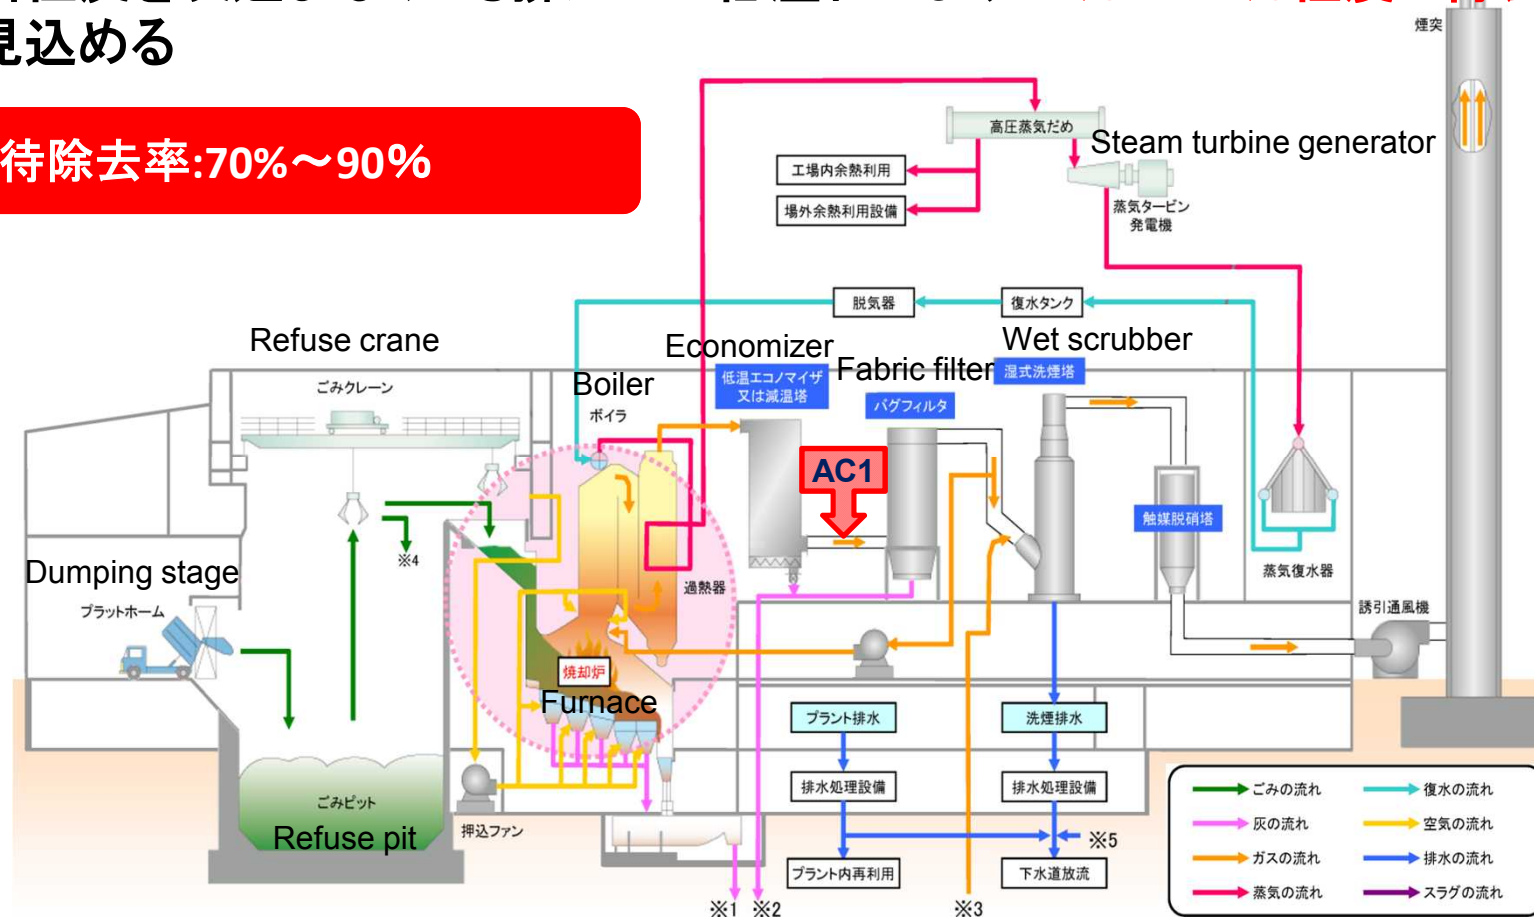 見込める
待除去率:70%～90%
煙突
高圧蒸気だめ
Steam turbine generator
工場内余熱利用
場外余熱利用設備
蒸気タービン
発電機
脱気器
復水タンク
Refuse crane
ごみクレーン
Boiler
ボイラ
Economizer
低温エコノマイザ
又は減温塔
Fabric filter
バグフィルタ
Wet scrubber
湿式洗煙塔
AC1
触媒脱硝塔
蒸気復水器
※4
Dumping stage
プラットホーム
過熱器
誘引通風機
焼却炉
Furnace
プラント排水
洗煙排水
排水処理設備
排水処理設備
ごみピット
Refuse pit
押込ファン
※5
プラント内再利用
下水道放流
※1
※2
※3
ごみの流れ
復水の流れ
灰の流れ
空気の流れ
ガスの流れ
排水の流れ
蒸気の流れ
スラグの流れ